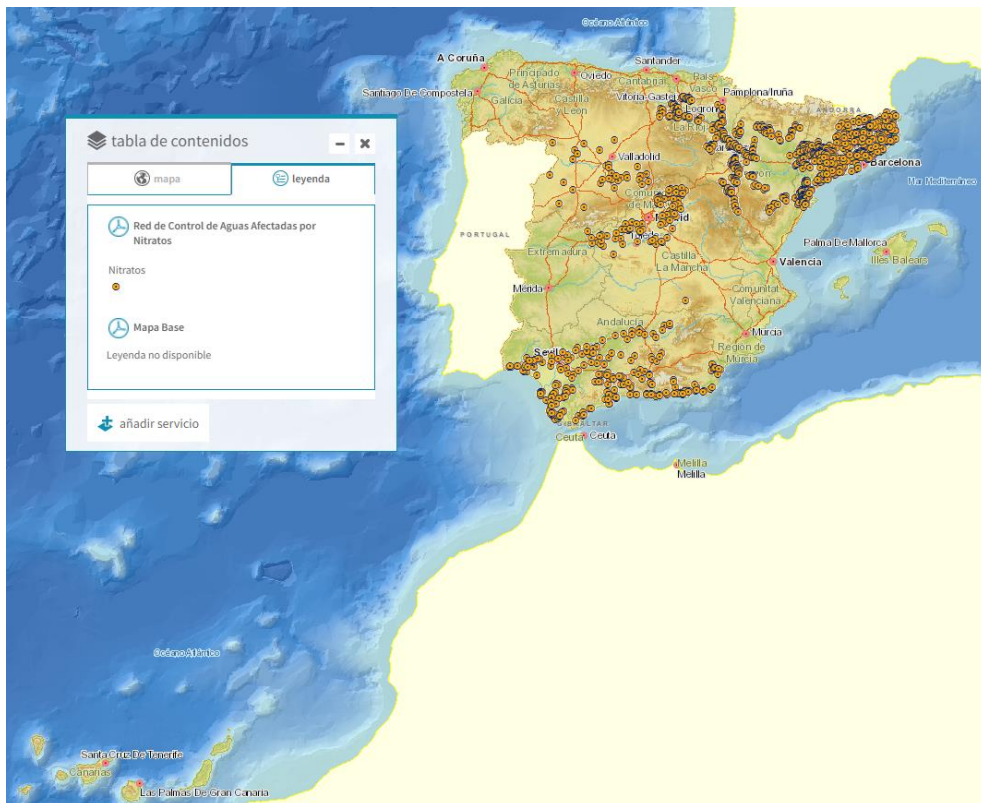 Océano Atlántico
A Coruña
Santander
Principado
de Asturias
Oviedo
Cantabria
País
Vasco
Santiago De Compostela
Galicia
Castilla
y León
Vitoria-Gasteiz
Pamplona/Iruña
Logroño
ANDORRA
La Rioja
tabla de contenidos
mapa
leyenda
Valladolid
Barcelona
Mar Mediterráneo
Red de Control de Aguas Afectadas por
Nitratos
Madrid
PORTUGAL
Toledo
Palma De Mallorca
Extremadura
Castilla
La Mancha
Valencia
Illes Balears
Nitratos
Mérida
Comunitat
Valenciana
Mapa Base
Andalucía
Murcia
Región de
Murcia
Leyenda no disponible
Sevilla
añadir servicio
GIBRALTAR
Ceuta
Ceuta
Melilla
Melilla
Océano Atlántico
Santa Cruz De Tenerife
Canarias
Las Palmas De Gran Canaria